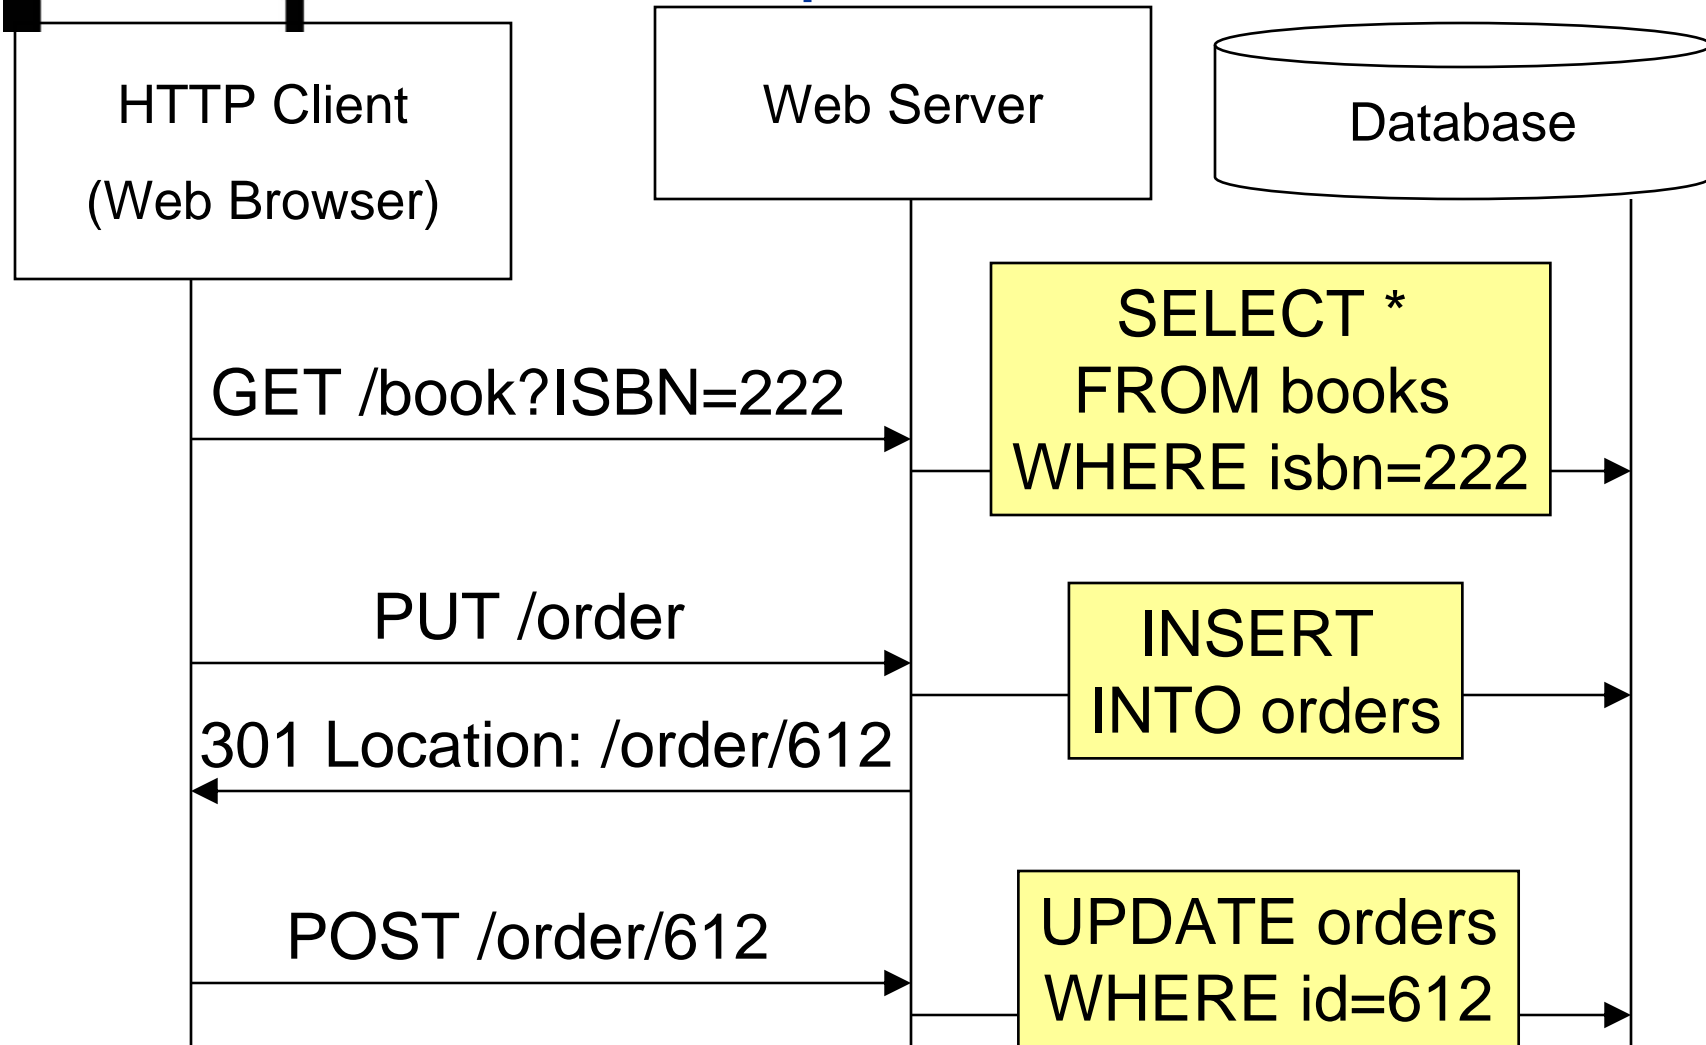 HTTP Client
(Web Browser)
Web Server
Database
GET /book?ISBN=222
SELECT *
FROM books
WHERE isbn=222
PUT /order
INSERT
INTO orders
301 Location: /order/612
POST /order/612
UPDATE orders
WHERE id=612